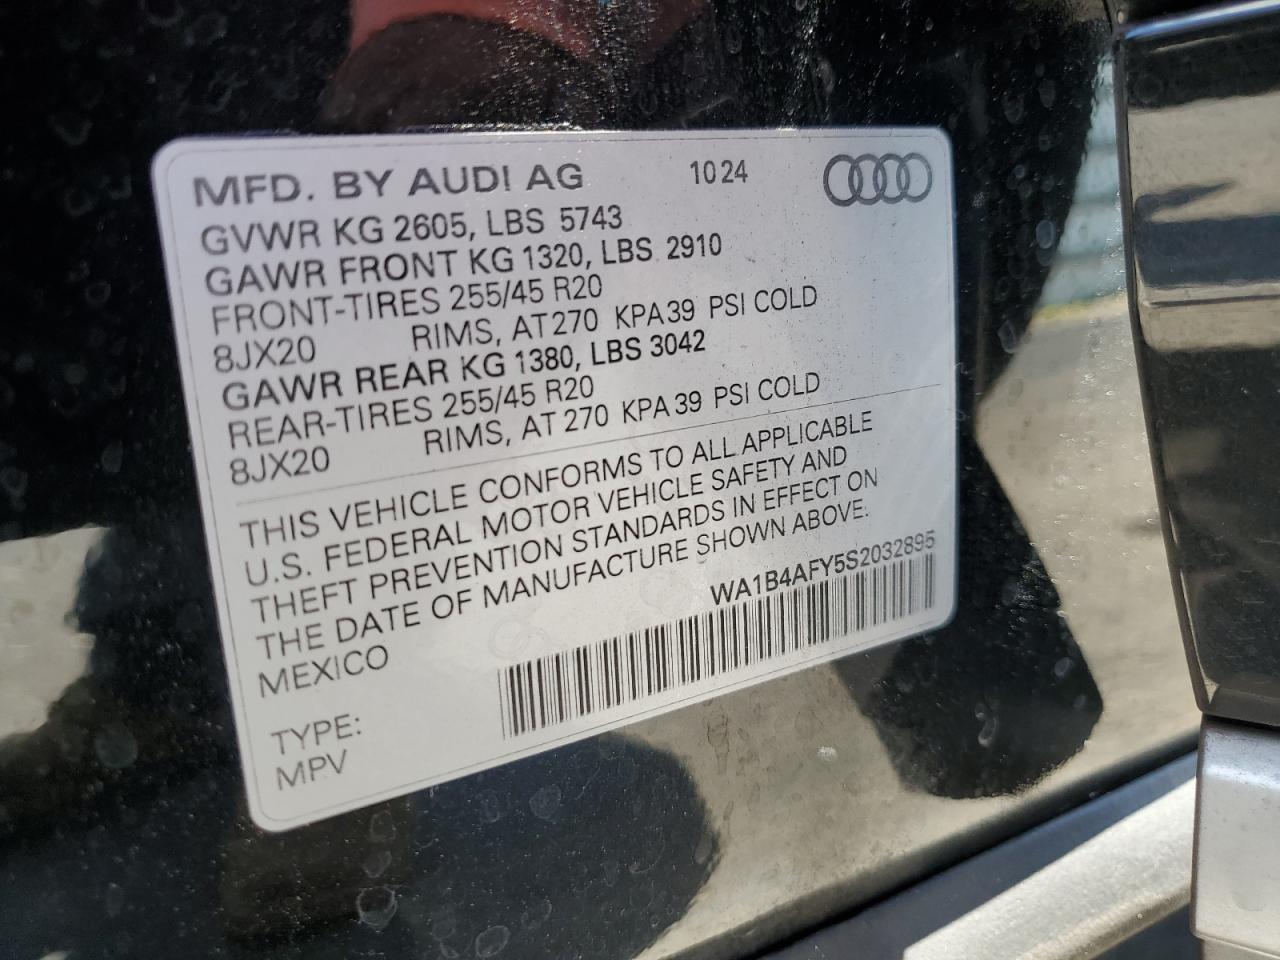 MFD. BY AUDI AG 1024
GVWR KG 2605, LBS 5743
GAWR FRONT KG 1320, LBS 2910
FRONT-TIRES 255/45 R20
8JX20 RIMS, AT 270 KPA 39 PSI COLD
GAWR REAR KG 1380, LBS 3042
REAR-TIRES 255/45 R20
8JX20 RIMS, AT 270 KPA 39 PSI COLD
THIS VEHICLE CONFORMS TO ALL APPLICABLE
U.S. FEDERAL MOTOR VEHICLE SAFETY AND
THEFT PREVENTION STANDARDS IN EFFECT ON
THE DATE OF MANUFACTURE SHOWN ABOVE.
MEXICO
WA1B4AFY5S2032895
TYPE:
MPV